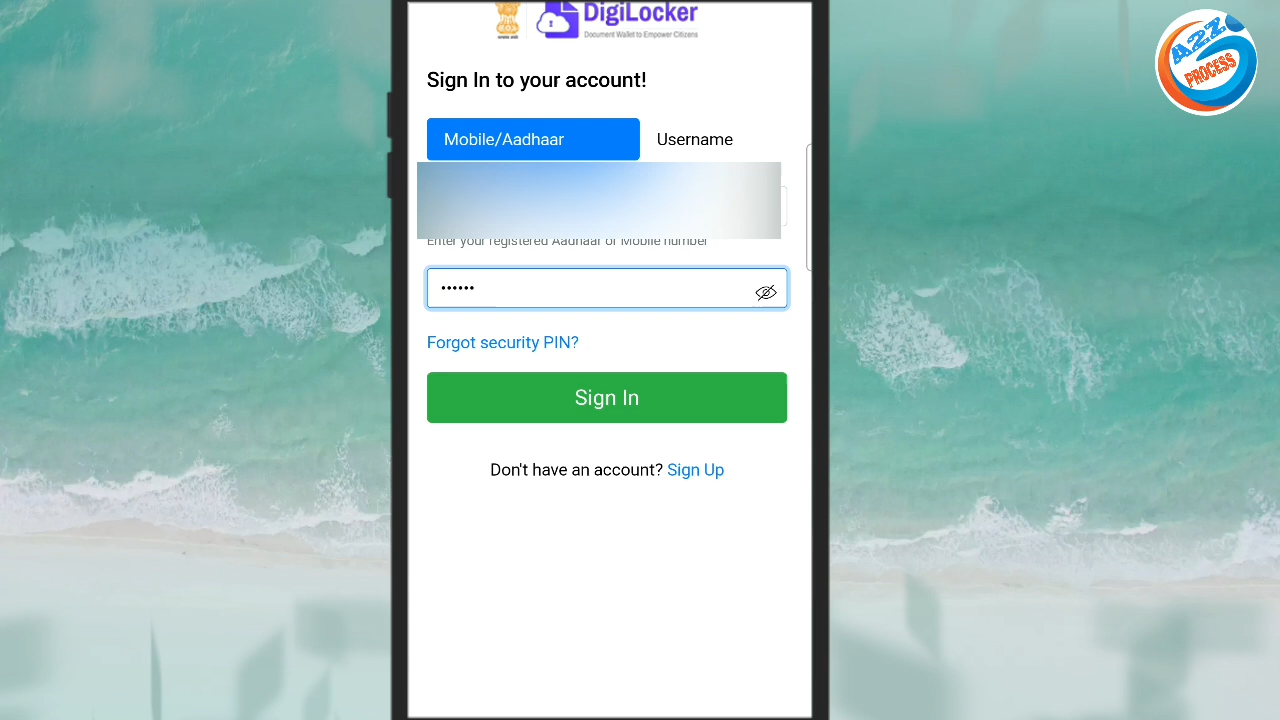 DigiLocker
Document Wallet to Empower Citizens
Sign In to your account!
Mobile/Aadhaar
Username
Enter your registered Aadhaar or Mobile number
••••••
Forgot security PIN?
Sign In
Don't have an account? Sign Up
A2Z
PROCESS